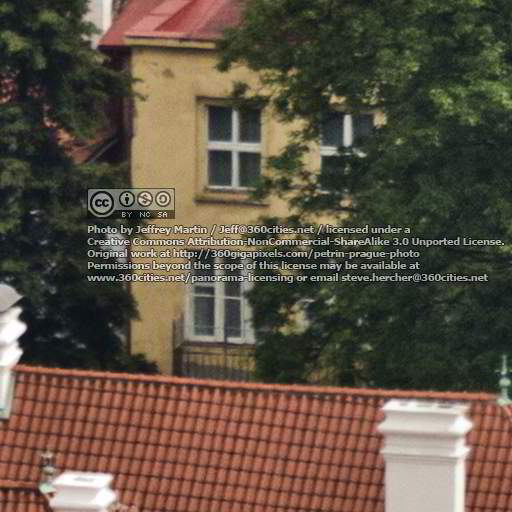 cc BY NC SA
Photo by Jeffrey Martin / Jeff@360cities.net / licensed under a
Creative Commons Attribution-NonCommercial-ShareAlike 3.0 Unported License.
Original work at http://360gigapixels.com/petrin-prague-photo
Permissions beyond the scope of this license may be available at
www.360cities.net/panorama-licensing or email steve.hercher@360cities.net